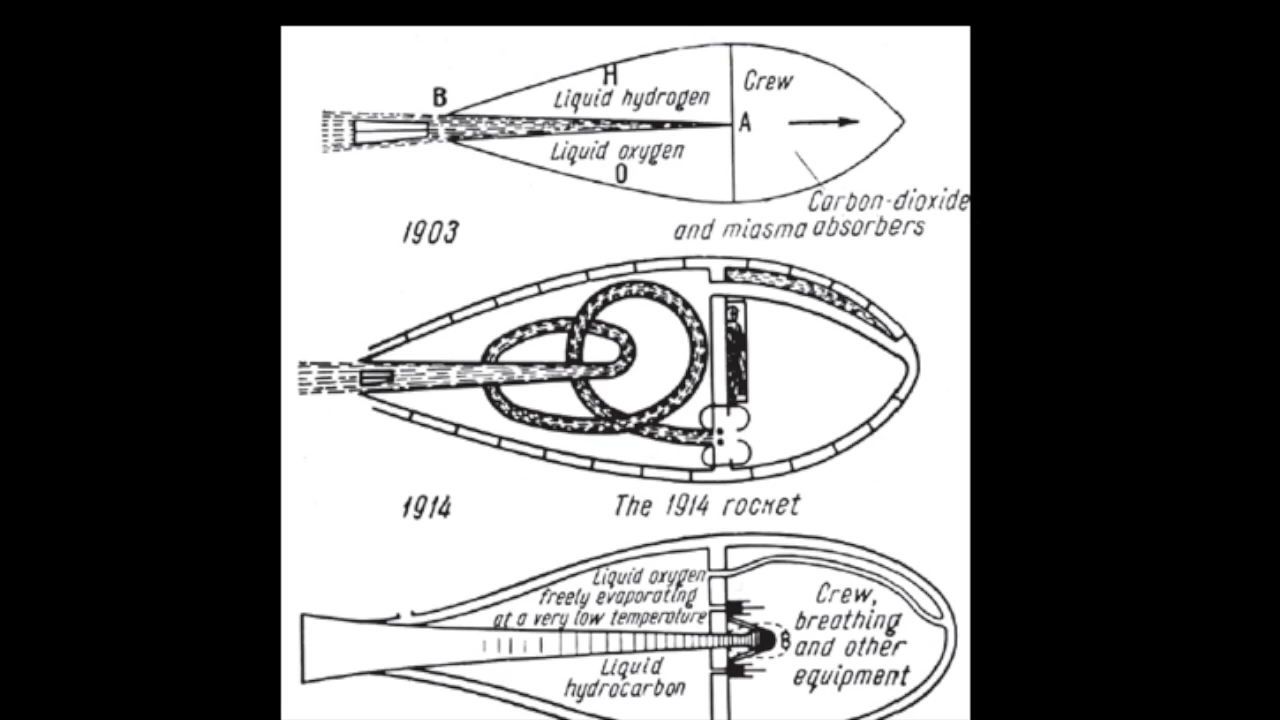 H
Crew
B
Liquid hydrogen
A
Liquid oxygen
O
Carbon-dioxide
and miasma absorbers
1903
1914
The 1914 rocket
Liquid oxygen
freely evaporating
at a very low temperature
Crew,
breathing
and other
equipment
B
Liquid
hydrocarbon